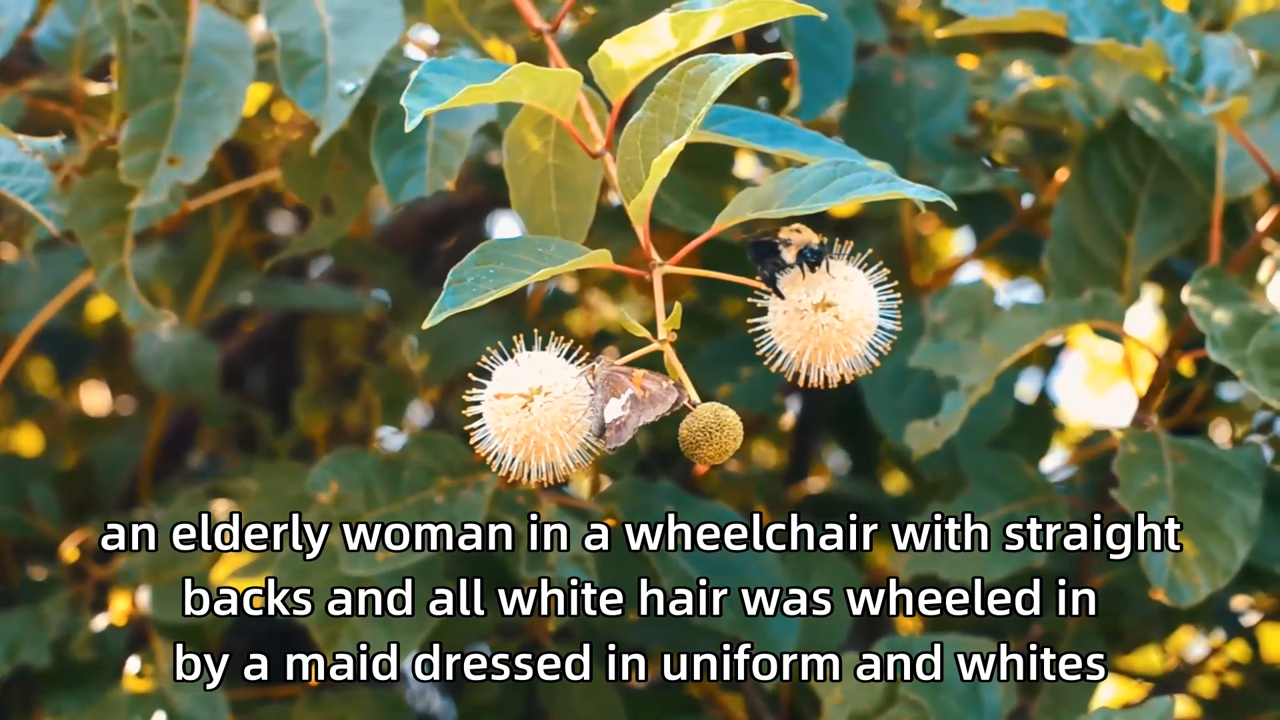 an elderly woman in a wheelchair with straight
backs and all white hair was wheeled in
by a maid dressed in uniform and whites